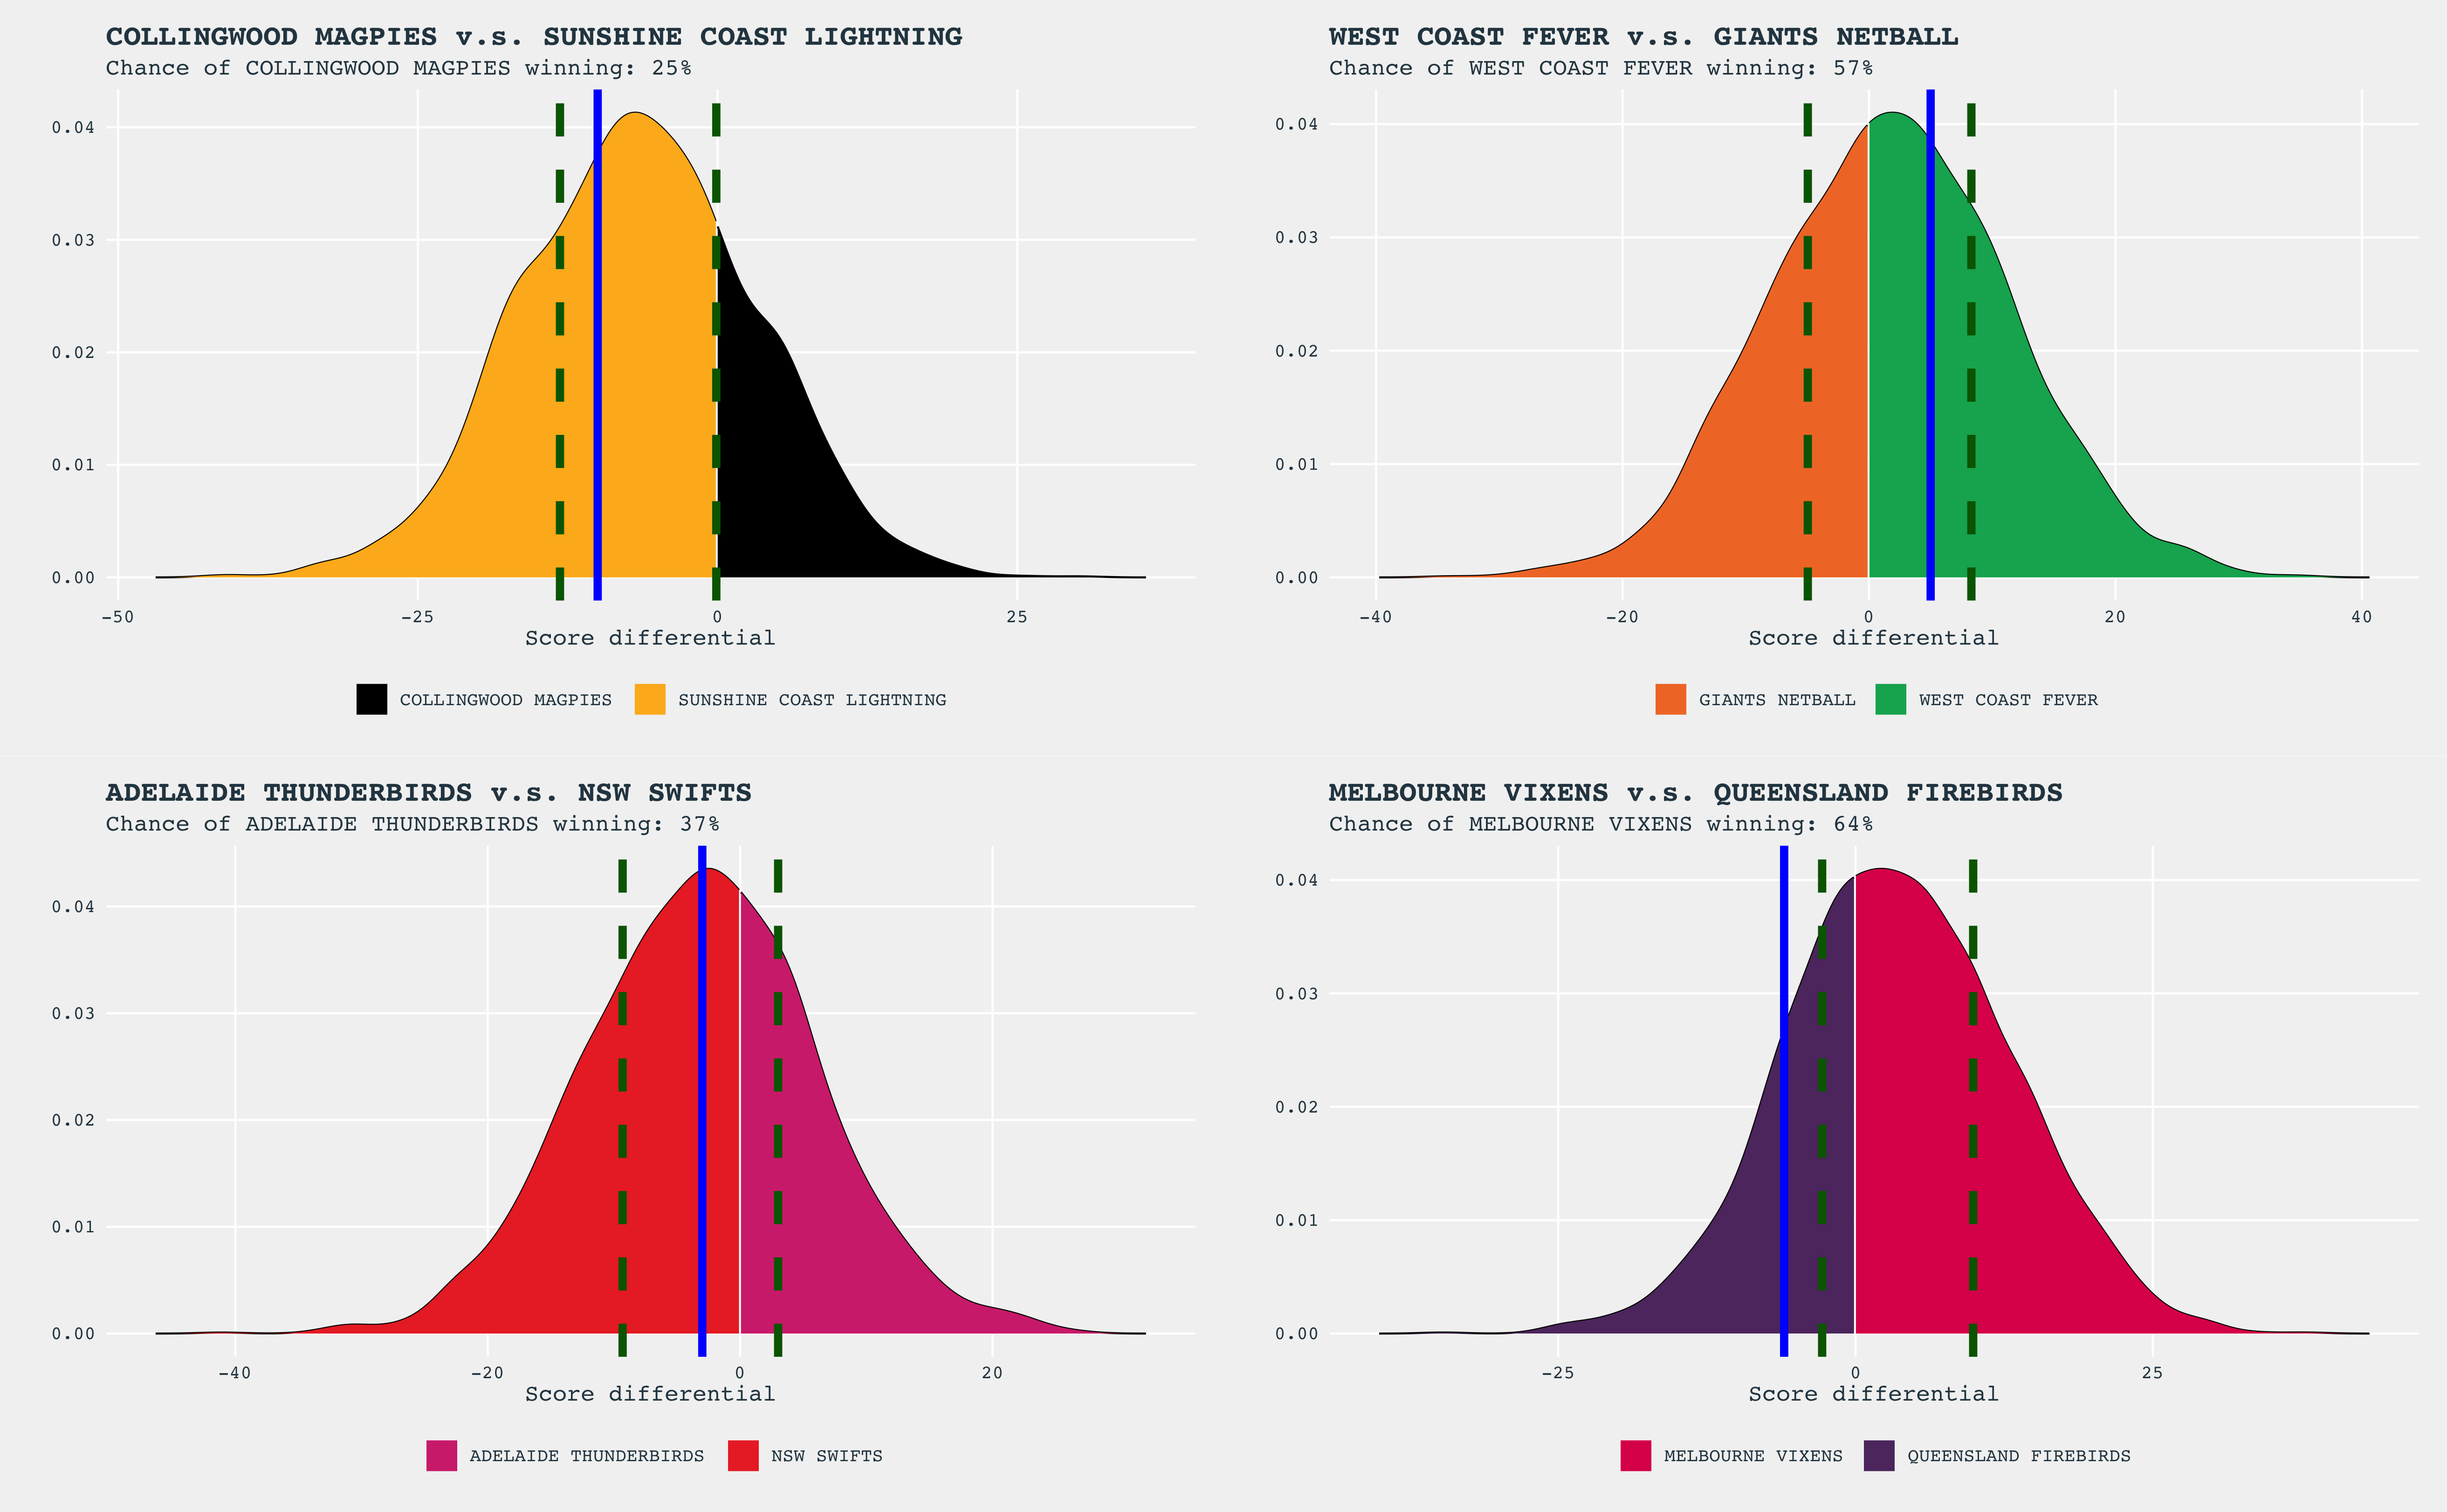 COLLINGWOOD MAGPIES v.s. SUNSHINE COAST LIGHTNING
Chance of COLLINGWOOD MAGPIES winning: 25%
0.04
0.03
0.02
0.01
0.00
-50 -25 0 25
Score differential
COLLINGWOOD MAGPIES SUNSHINE COAST LIGHTNING
WEST COAST FEVER v.s. GIANTS NETBALL
Chance of WEST COAST FEVER winning: 57%
0.04
0.03
0.02
0.01
0.00
-40 -20 0 20 40
Score differential
GIANTS NETBALL WEST COAST FEVER
ADELAIDE THUNDERBIRDS v.s. NSW SWIFTS
Chance of ADELAIDE THUNDERBIRDS winning: 37%
0.04
0.03
0.02
0.01
0.00
-40 -20 0 20
Score differential
ADELAIDE THUNDERBIRDS NSW SWIFTS
MELBOURNE VIXENS v.s. QUEENSLAND FIREBIRDS
Chance of MELBOURNE VIXENS winning: 64%
0.04
0.03
0.02
0.01
0.00
-25 0 25
Score differential
MELBOURNE VIXENS QUEENSLAND FIREBIRDS